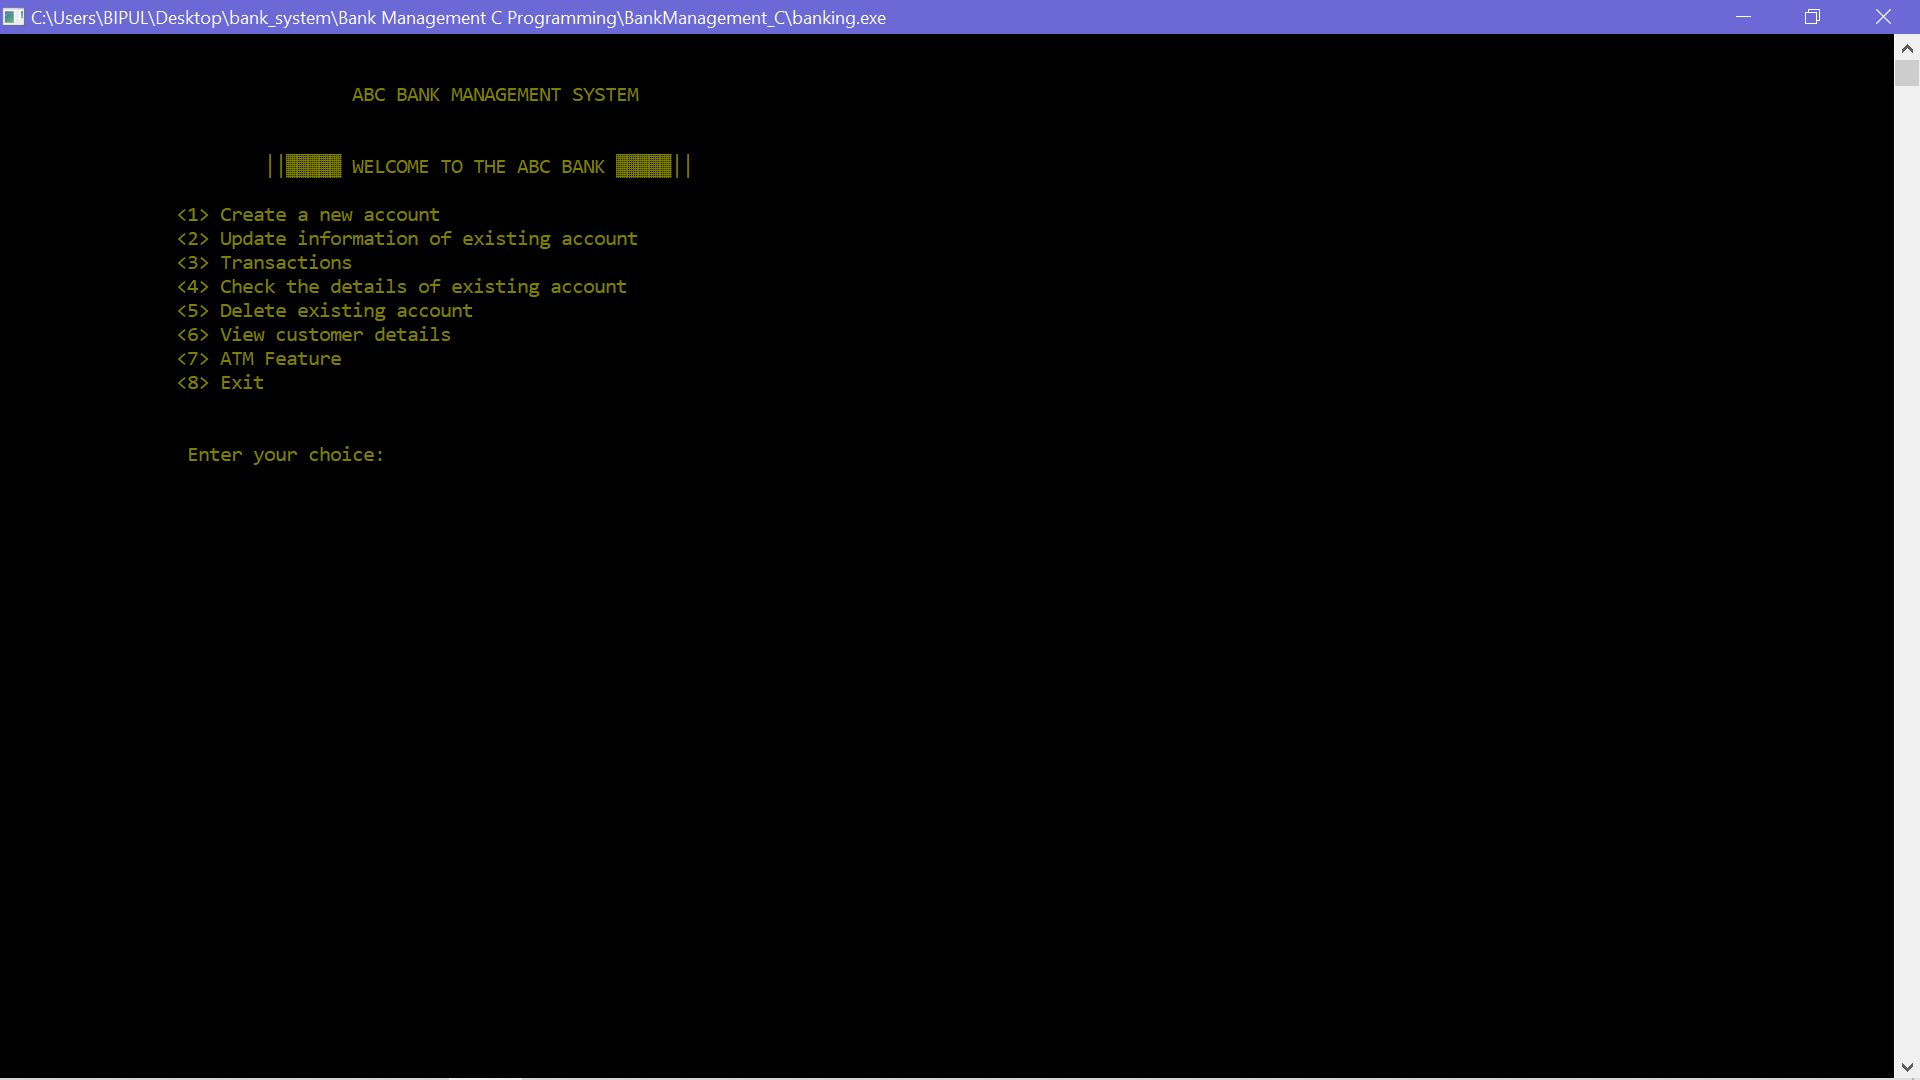 C:\Users\BIPUL\Desktop\bank_system\Bank Management C Programming\BankManagement_C\banking.exe
ABC BANK MANAGEMENT SYSTEM
││▓▓▓▓▓ WELCOME TO THE ABC BANK ▓▓▓▓▓││
<1> Create a new account
<2> Update information of existing account
<3> Transactions
<4> Check the details of existing account
<5> Delete existing account
<6> View customer details
<7> ATM Feature
<8> Exit
Enter your choice: